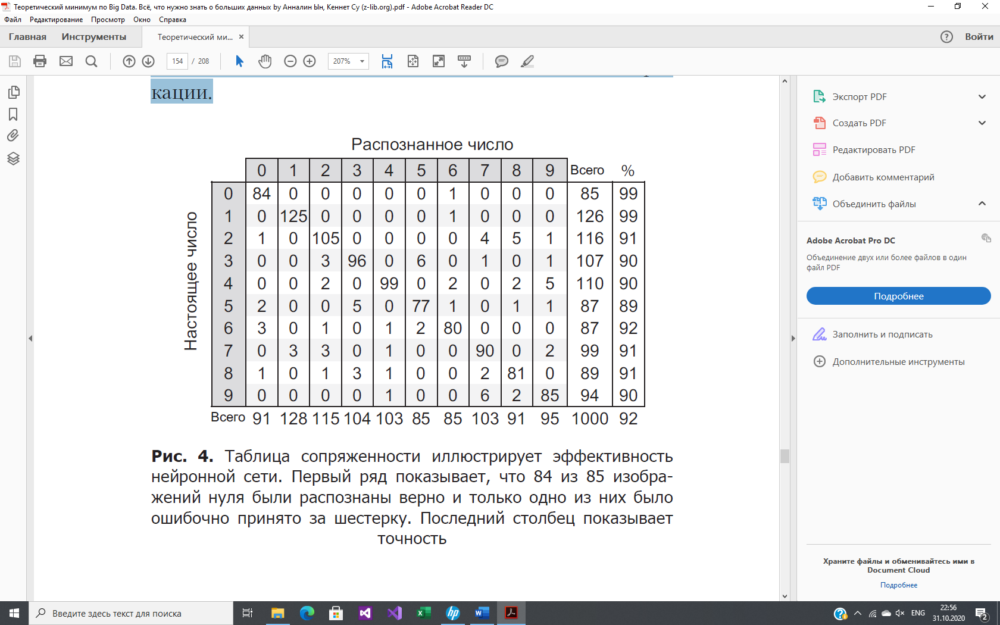 Теоретический минимум по Big Data. Всё, что нужно знать о больших данных by Анналин Ын, Кеннет Су (z-lib.org).pdf - Adobe Acrobat Reader DC
Файл Редактирование Просмотр Окно Справка
Главная Инструменты Теоретический ми... × Войти
154 / 208 207%
кации.
Распознанное число
0 1 2 3 4 5 6 7 8 9 Всего %
Настоящее число
0 84 0 0 0 0 0 1 0 0 0 85 99
1 0 125 0 0 0 0 1 0 0 0 126 99
2 1 0 105 0 0 0 0 4 5 1 116 91
3 0 0 3 96 0 6 0 1 0 1 107 90
4 0 0 2 0 99 0 2 0 2 5 110 90
5 2 0 0 5 0 77 1 0 1 1 87 89
6 3 0 1 0 1 2 80 0 0 0 87 92
7 0 3 3 0 1 0 0 90 0 2 99 91
8 1 0 1 3 1 0 0 2 81 0 89 91
9 0 0 0 0 1 0 0 6 2 85 94 90
Всего 91 128 115 104 103 85 85 103 91 95 1000 92
Рис. 4. Таблица сопряженности иллюстрирует эффективность
нейронной сети. Первый ряд показывает, что 84 из 85 изобра-
жений нуля были распознаны верно и только одно из них было
ошибочно принято за шестерку. Последний столбец показывает
точность
Экспорт PDF
Создать PDF
Редактировать PDF
Добавить комментарий
Объединить файлы
Adobe Acrobat Pro DC
Объединение двух или более файлов в один
файл PDF
Подробнее
Заполнить и подписать
Дополнительные инструменты
Храните файлы и обменивайтесь ими в
Document Cloud
Подробнее
Введите здесь текст для поиска
ENG
22:56
31.10.2020
2